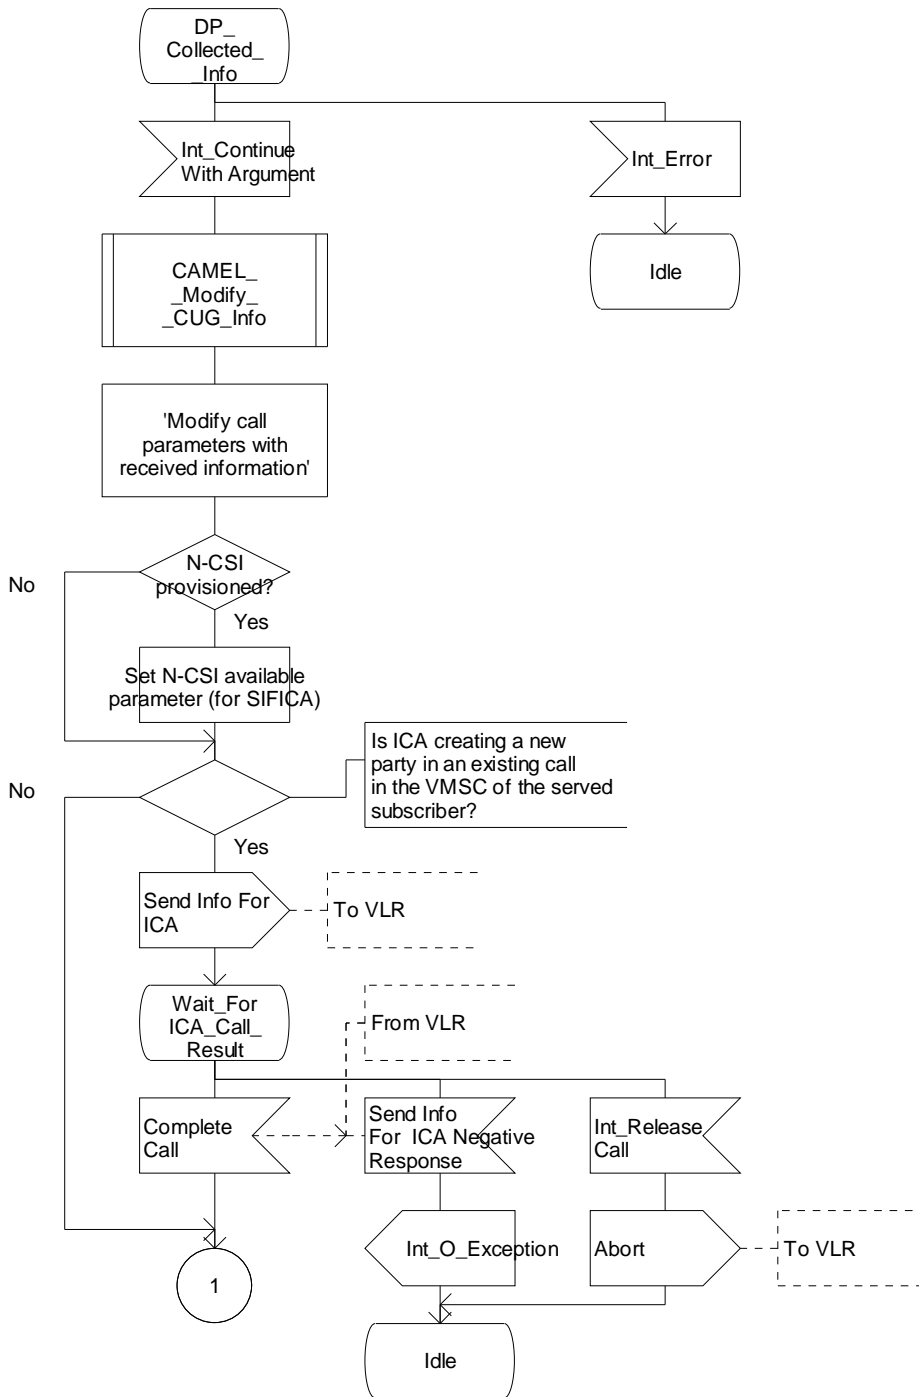 DP_
Collected_
_Info
Int_Continue
With Argument
Int_Error
CAMEL_
_Modify_
_CUG_Info
Idle
'Modify call
parameters with
received information'
N-CSI
provisioned?
No
Yes
Set N-CSI available
parameter (for SIFICA)
Is ICA creating a new
party in an existing call
in the VMSC of the served
subscriber?
No
Yes
Send Info For
ICA
To VLR
Wait_For
ICA_Call_
Result
From VLR
Complete
Call
Send Info
For ICA Negative
Response
Int_Release
Call
Int_O_Exception
Abort
To VLR
1
Idle